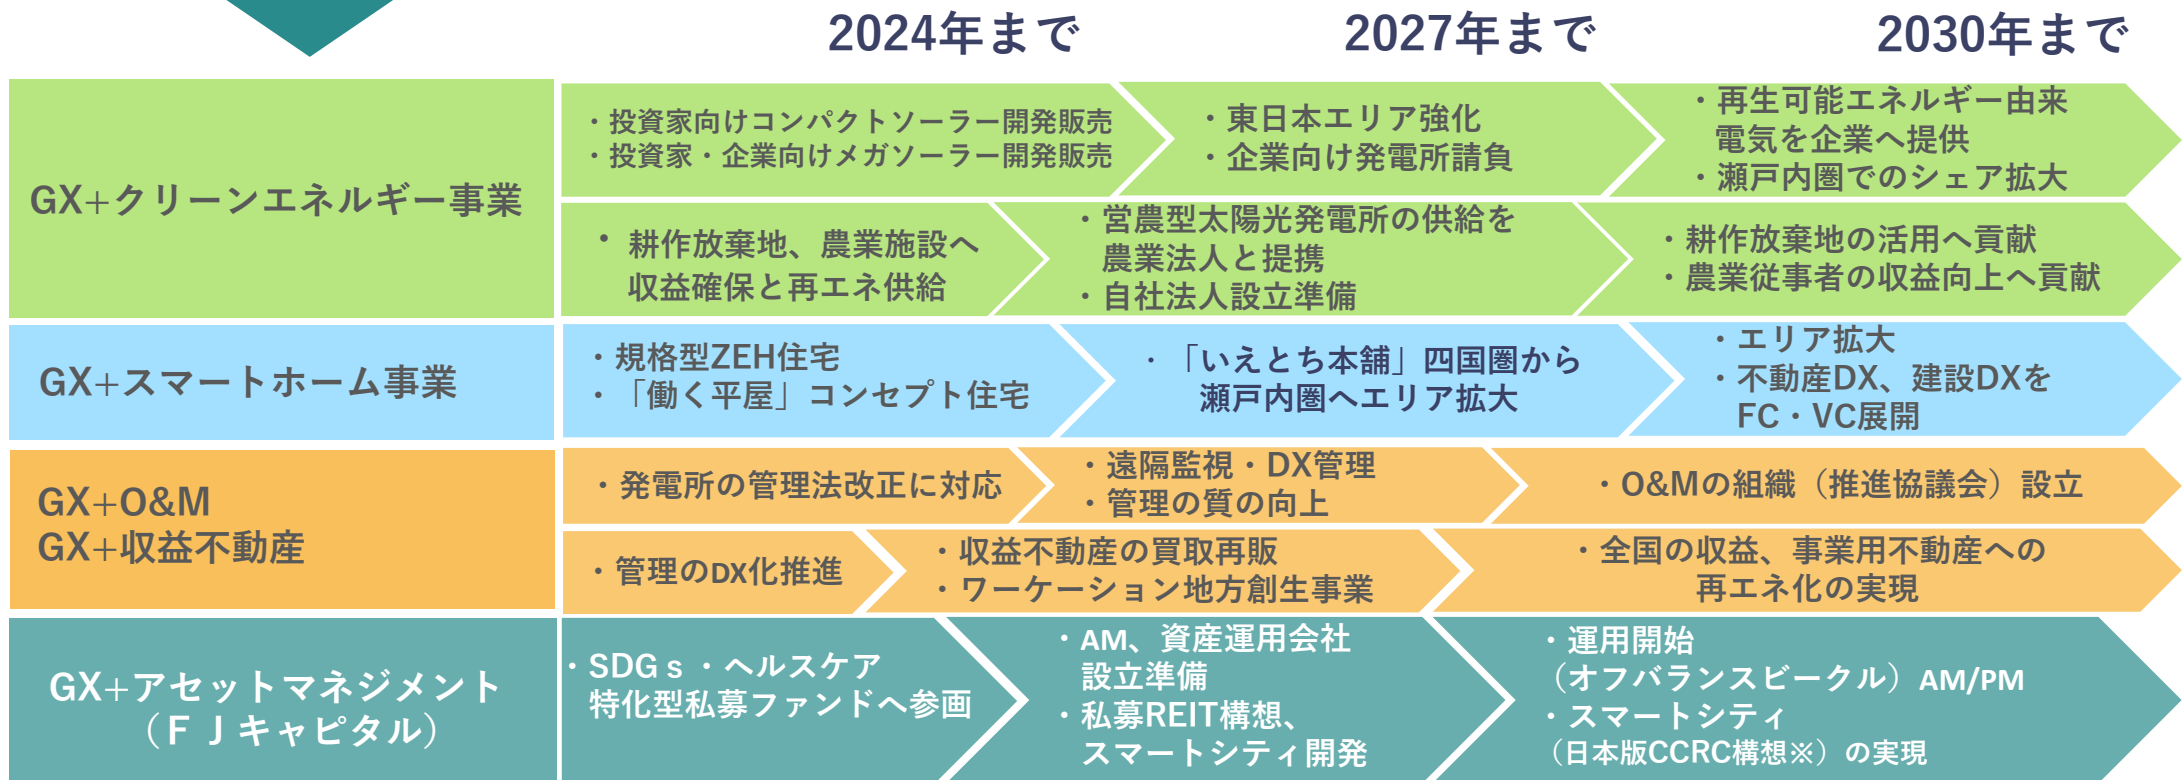 2024年まで
2027年まで
2030年まで
GX+クリーンエネルギー事業
・投資家向けコンパクトソーラー開発販売
・投資家・企業向けメガソーラー開発販売
・東日本エリア強化
・企業向け発電所請負
・再生可能エネルギー由来
電気を企業へ提供
・瀬戸内圏でのシェア拡大
・耕作放棄地、農業施設へ
収益確保と再エネ供給
・営農型太陽光発電所の供給を
農業法人と提携
・自社法人設立準備
・耕作放棄地の活用へ貢献
・農業従事者の収益向上へ貢献
GX+スマートホーム事業
・規格型ZEH住宅
・「働く平屋」コンセプト住宅
・「いえとち本舗」四国圏から
瀬戸内圏へエリア拡大
・エリア拡大
・不動産DX、建設DXを
FC・VC展開
GX+O&M
GX+収益不動産
・発電所の管理法改正に対応
・遠隔監視・DX管理
・管理の質の向上
・O&Mの組織（推進協議会）設立
・管理のDX化推進
・収益不動産の買取再販
・ワーケーション地方創生事業
・全国の収益、事業用不動産への
再エネ化の実現
GX+アセットマネジメント
（ＦＪキャピタル）
・SDGｓ・ヘルスケア
特化型私募ファンドへ参画
・AM、資産運用会社
設立準備
・私募REIT構想、
スマートシティ開発
・運用開始
（オフバランスビークル）AM/PM
・スマートシティ
（日本版CCRC構想※）の実現